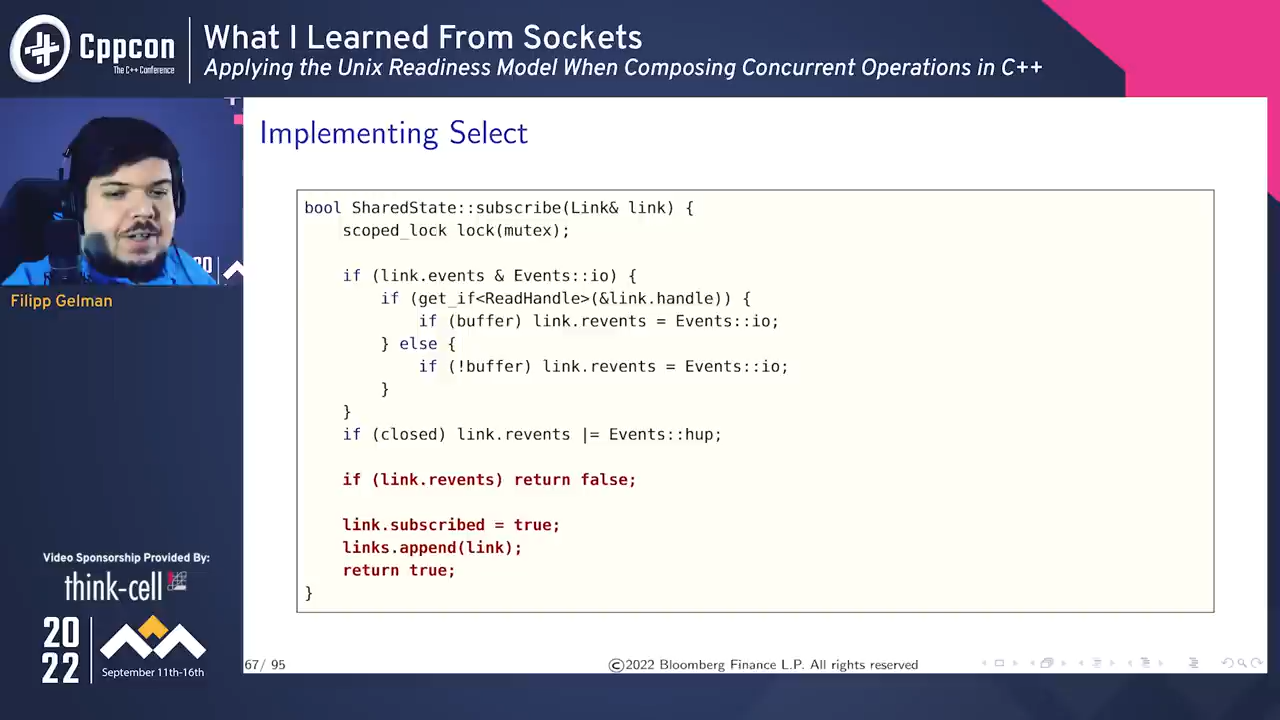 Cppcon
The C++ Conference
What I Learned From Sockets
Applying the Unix Readiness Model When Composing Concurrent Operations in C++
Filipp Gelman
Implementing Select
bool SharedState::subscribe(Link& link) {
scoped_lock lock(mutex);
if (link.events & Events::io) {
if (get_if<ReadHandle>(&link.handle)) {
if (buffer) link.revents = Events::io;
} else {
if (!buffer) link.revents = Events::io;
}
}
if (closed) link.revents |= Events::hup;
if (link.revents) return false;
link.subscribed = true;
links.append(link);
return true;
}
Video Sponsorship Provided By:
think-cell
20
22
September 11th-16th
67/ 95
©2022 Bloomberg Finance L.P. All rights reserved